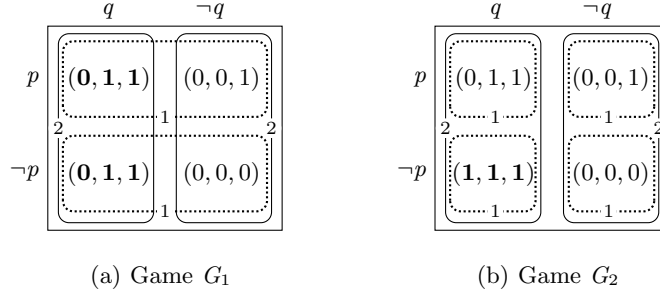 q ¬q q ¬q
p (0, 1, 1) (0, 0, 1) p (0, 1, 1) (0, 0, 1)
1 1 1
2 2 2 2
¬p (0, 1, 1) (0, 0, 0) ¬p (1, 1, 1) (0, 0, 0)
1 1 1
(a) Game G₁ (b) Game G₂